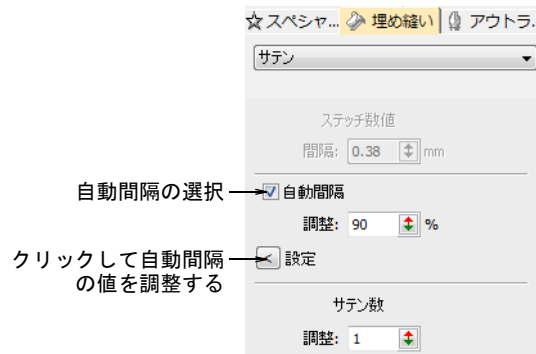 スペシャ... 埋め縫い アウトラ.
サテン
ステッチ数値
間隔: 0.38 mm
自動間隔の選択 自動間隔
調整: 90 %
クリックして自動間隔 設定
の値を調整する
サテン数
調整: 1